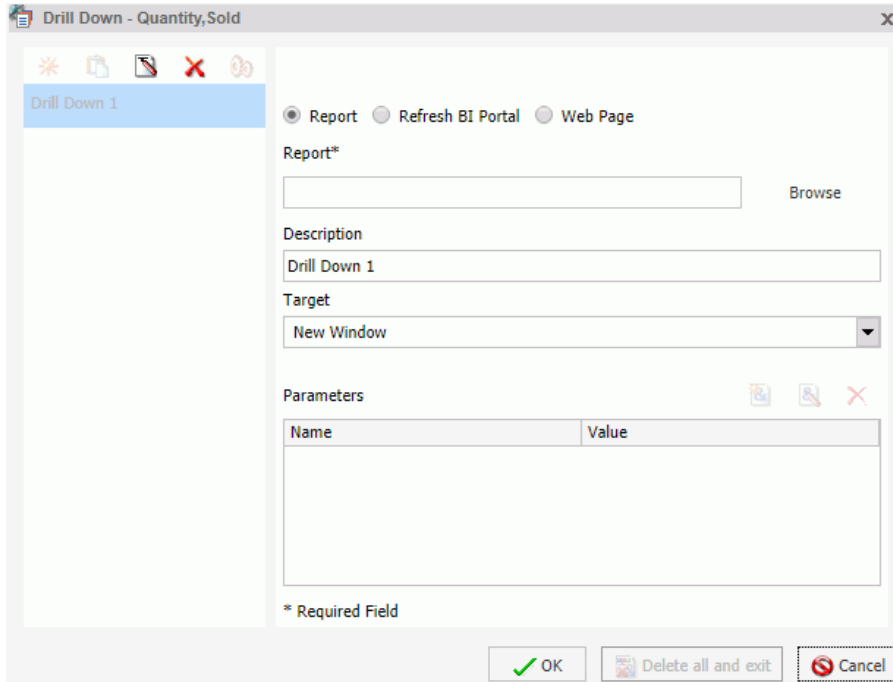 Drill Down - Quantity,Sold
x
Drill Down 1
Report Refresh BI Portal Web Page
Report*
Browse
Description
Drill Down 1
Target
New Window
Parameters
Name Value
* Required Field
OK Delete all and exit Cancel